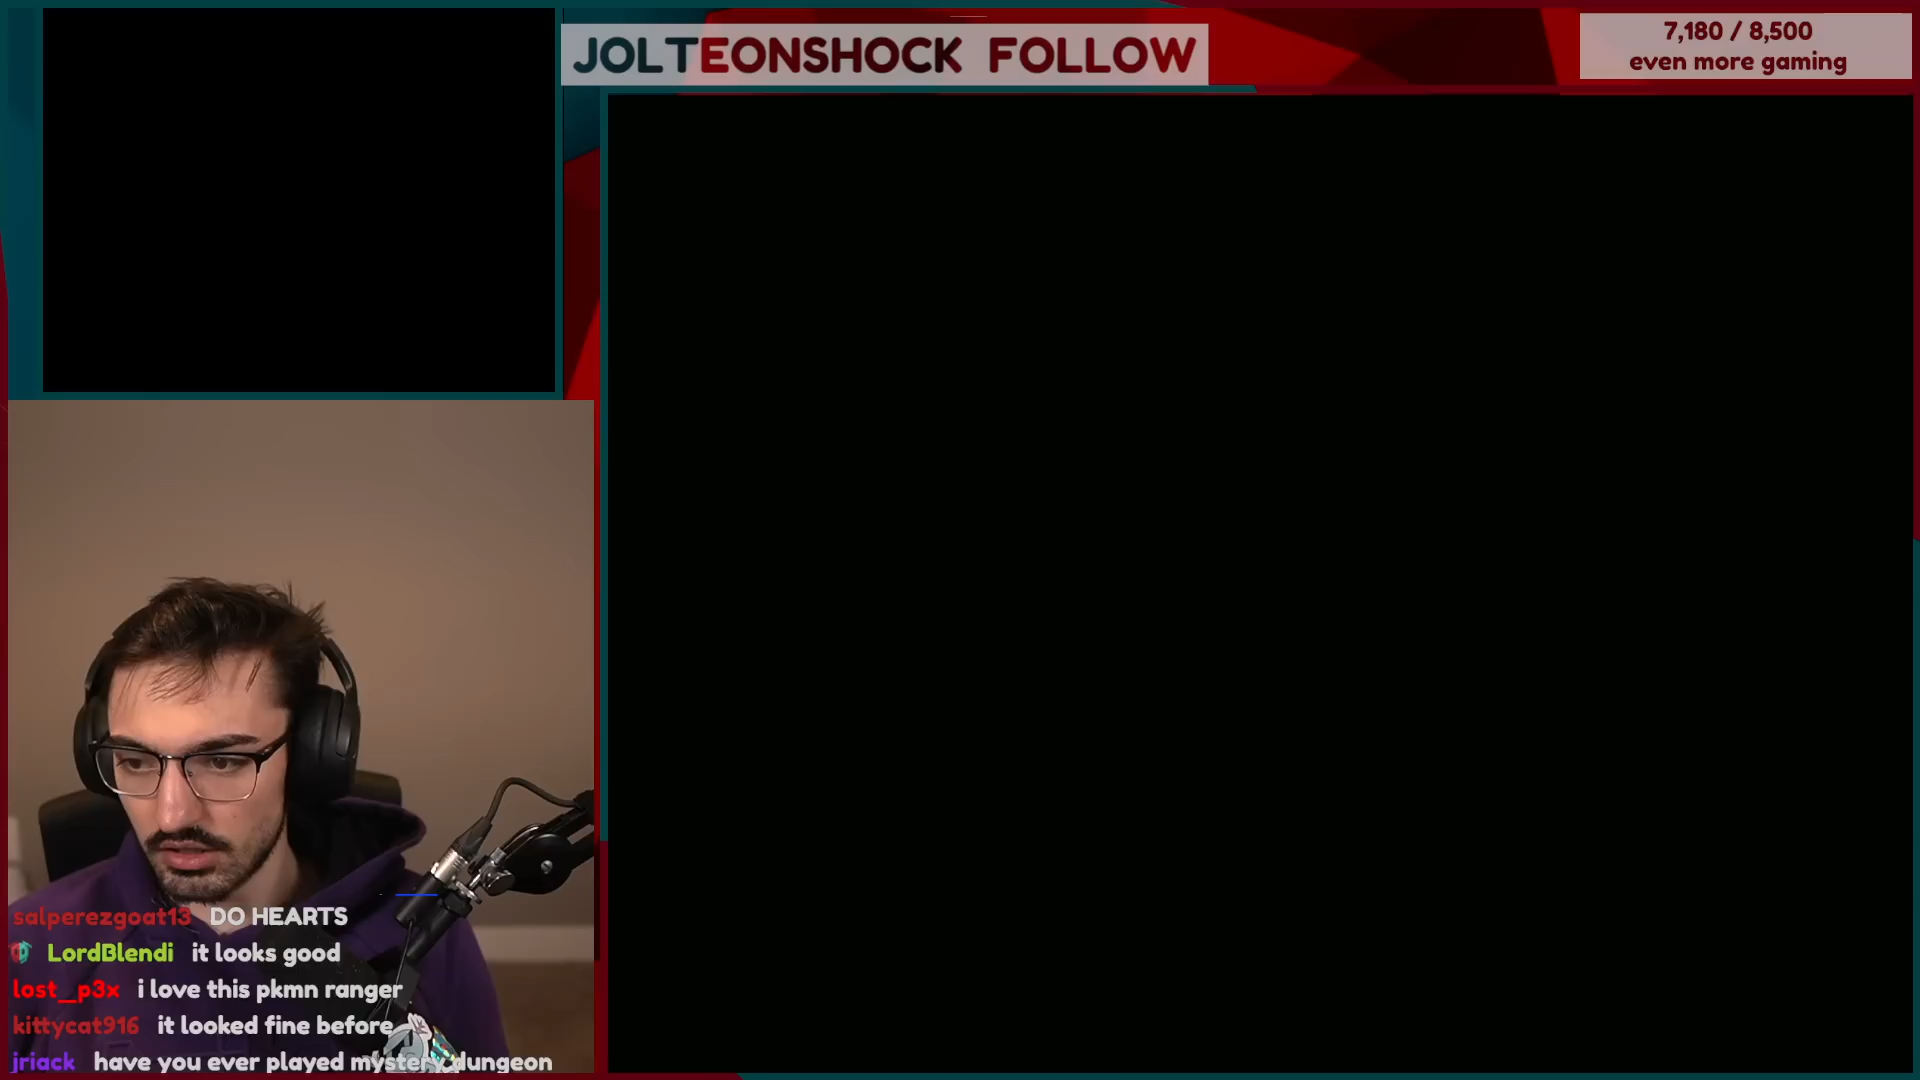 JOLTEONSHOCK FOLLOW
7,180 / 8,500
even more gaming
salperezgoat13 DO HEARTS
LordBlendi it looks good
lost_p3x i love this pkmn ranger
kittycat916 it looked fine before
jriack have you ever played mystery dungeon